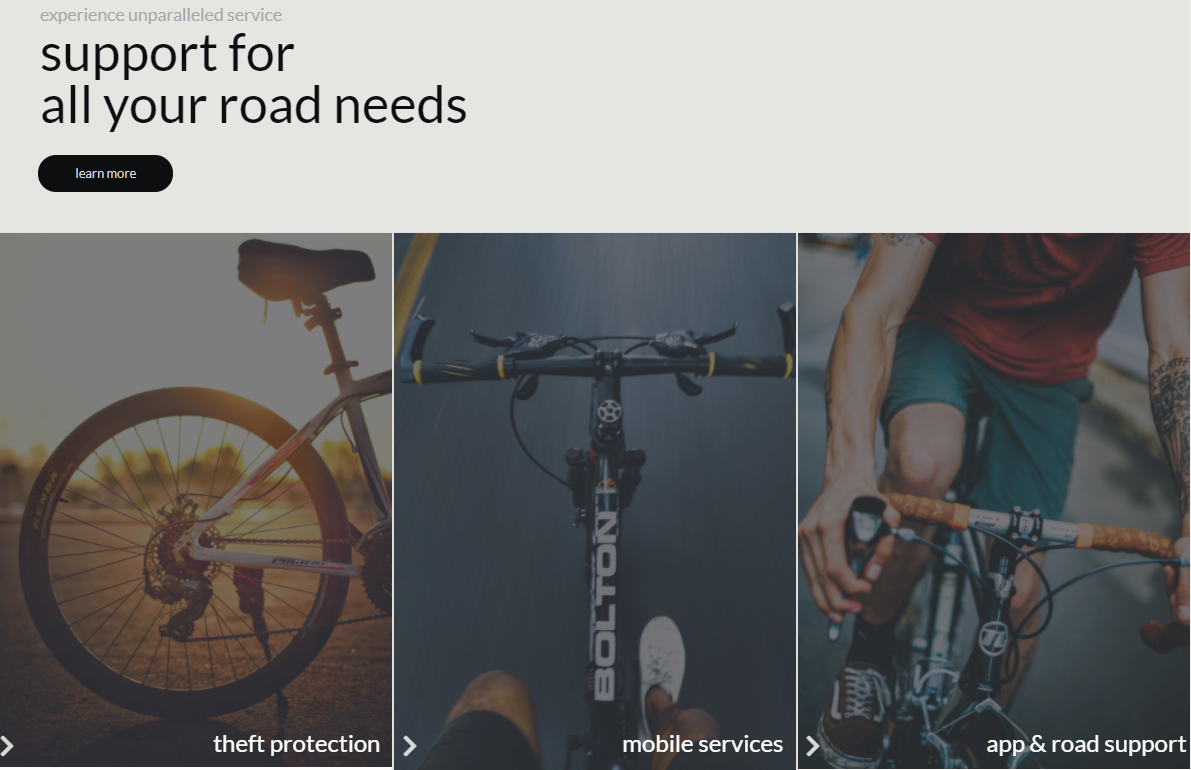 experience unparalleled service
support for
all your road needs
learn more
KENDA
BOLTON
theft protection
mobile services
app & road support